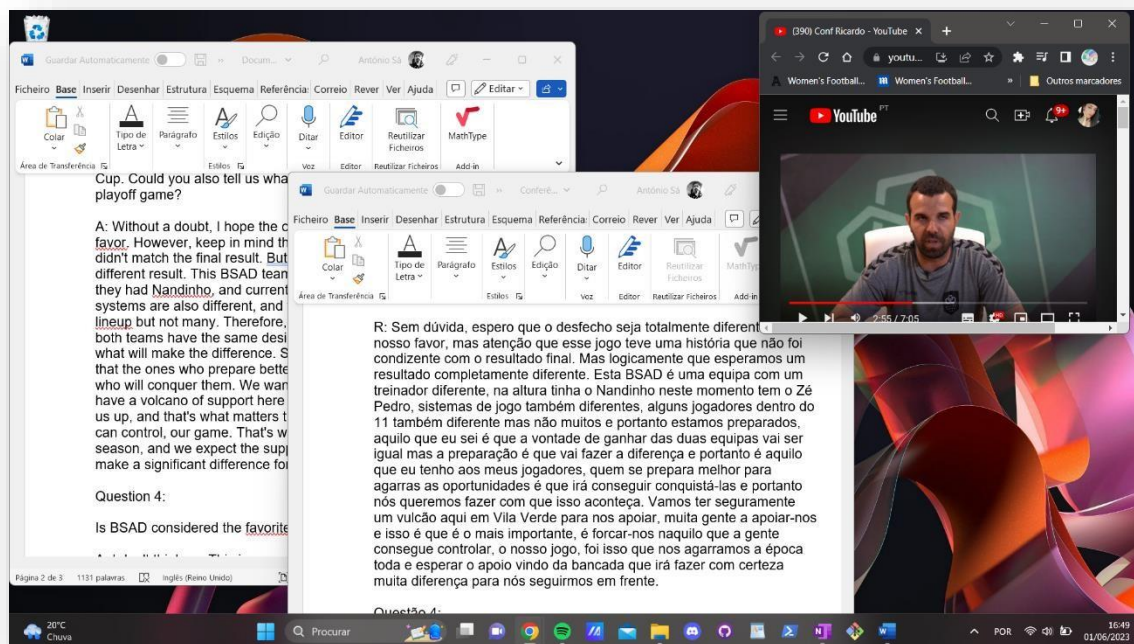 Guardar Automaticamente
Docum...
António Sá
Ficheiro Base Inserir Desenhar Estrutura Esquema Referência: Correio Rever Ver Ajuda Editar
Colar Tipo de Letra Parágrafo Estilos Edição Ditar Editor Reutilizar Ficheiros MathType
Área de Transferência Estilos Voz Editor Reutilizar Ficheiros Add-in
Cup. Could you also tell us wha
playoff game?
A: Without a doubt, I hope the c
favor. However, keep in mind th
didn't match the final result. But
different result. This BSAD team
they had Nandinho, and current
systems are also different, and
lineup but not many. Therefore,
both teams have the same desi
what will make the difference. S
that the ones who prepare bette
who will conquer them. We wan
have a volcano of support here
us up, and that's what matters t
can control, our game. That's w
season, and we expect the supp
make a significant difference fo
Question 4:
Is BSAD considered the favorite
Página 2 de 3 1131 palavras Inglês (Reino Unido)
Guardar Automaticamente
Conferê...
António Sá
Ficheiro Base Inserir Desenhar Estrutura Esquema Referência: Correio Rever Ver Ajuda
Colar Tipo de Letra Parágrafo Estilos Edição Ditar Editor Reutilizar Ficheiros MathTyp
Área de Transferência Estilos Voz Editor Reutilizar Ficheiros Add-in
R: Sem dúvida, espero que o desfecho seja totalmente diferent
nosso favor, mas atenção que esse jogo teve uma história que não foi
condizente com o resultado final. Mas logicamente que esperamos um
resultado completamente diferente. Esta BSAD é uma equipa com um
treinador diferente, na altura tinha o Nandinho neste momento tem o Zé
Pedro, sistemas de jogo também diferentes, alguns jogadores dentro do
11 também diferente mas não muitos e portanto estamos preparados,
aquilo que eu sei é que a vontade de ganhar das duas equipas vai ser
igual mas a preparação é que vai fazer a diferença e portanto é aquilo
que eu tenho aos meus jogadores, quem se prepara melhor para
agarras as oportunidades é que irá conseguir conquistá-las e portanto
nós queremos fazer com que isso aconteça. Vamos ter seguramente
um vulcão aqui em Vila Verde para nos apoiar, muita gente a apoiar-nos
e isso é que é o mais importante, é forcar-nos naquilo que a gente
consegue controlar, o nosso jogo, foi isso que nos agarramos a época
toda e esperar o apoio vindo da bancada que irá fazer com certeza
muita diferença para nós seguirmos em frente.
Questão 4:
(390) Conf Ricardo - YouTube
youtu...
Women's Football... Women's Football... » Outros marcadores
YouTube PT
9+
2:55 / 7:05
HD
20°C
Chuva
Procurar
POR
16:49
01/06/2023